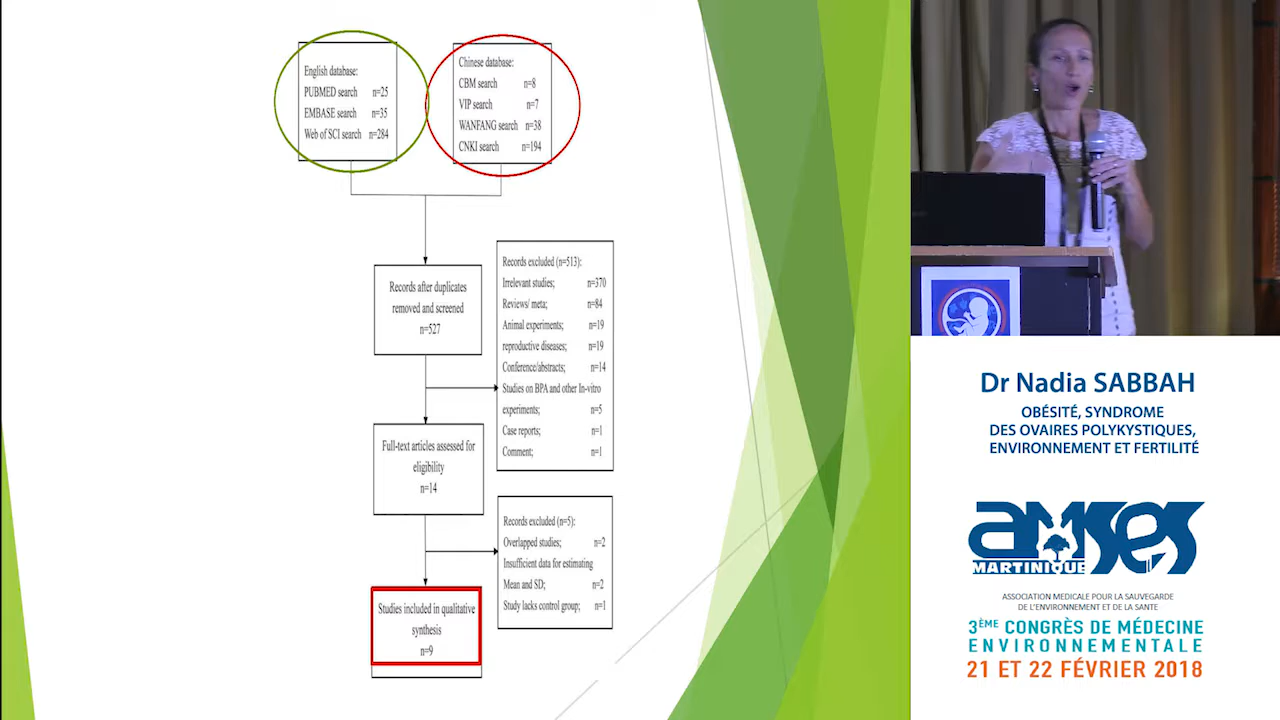 English database:
PUBMED search n=25
EMBASE search n=35
Web of SCI search n=284
Chinese database:
CBM search n=8
VIP search n=7
WANFANG search n=38
CNKI search n=194
Records after duplicates
removed and screened
n=527
Records excluded (n=513):
Irrelevant studies; n=370
Reviews/ meta; n=84
Animal experiments; n=19
reproductive diseases; n=19
Conference/abstracts; n=14
Studies on BPA and other In-vitro
experiments; n=5
Case reports; n=1
Comment; n=1
Full-text articles assessed for
eligibility
n=14
Records excluded (n=5):
Overlapped studies; n=2
Insufficient data for estimating
Mean and SD; n=2
Study lacks control group; n=1
Studies included in qualitative
synthesis
n=9
Dr Nadia SABBAH
OBÉSITÉ, SYNDROME
DES OVAIRES POLYKYSTIQUES,
ENVIRONNEMENT ET FERTILITÉ
AMSES
MARTINIQUE
ASSOCIATION MEDICALE POUR LA SAUVEGARDE
DE L'ENVIRONNEMENT ET DE LA SANTE
3ÈME CONGRÈS DE MÉDECINE
ENVIRONNEMENTALE
21 ET 22 FÉVRIER 2018